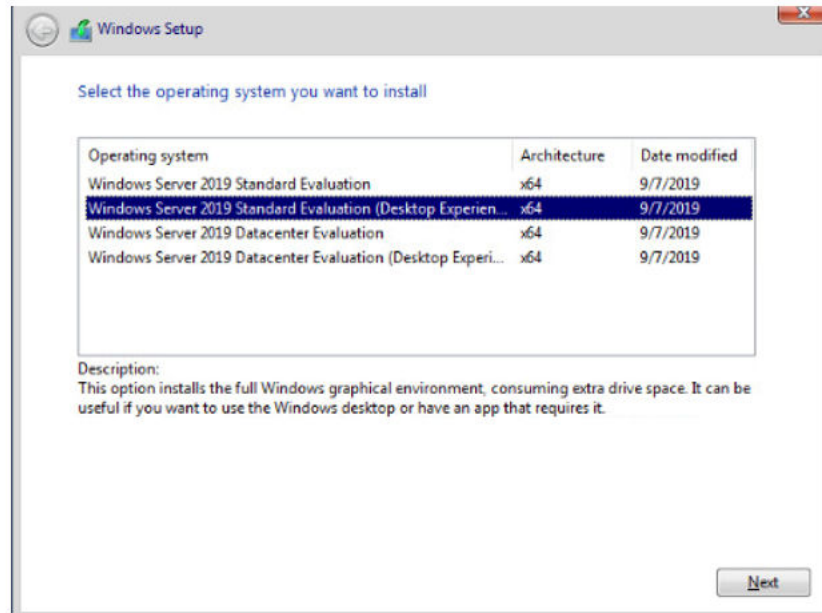 Windows Setup
Select the operating system you want to install
Operating system Architecture Date modified
Windows Server 2019 Standard Evaluation x64 9/7/2019
Windows Server 2019 Standard Evaluation (Desktop Experien... x64 9/7/2019
Windows Server 2019 Datacenter Evaluation x64 9/7/2019
Windows Server 2019 Datacenter Evaluation (Desktop Experi... x64 9/7/2019
Description:
This option installs the full Windows graphical environment, consuming extra drive space. It can be
useful if you want to use the Windows desktop or have an app that requires it.
Next